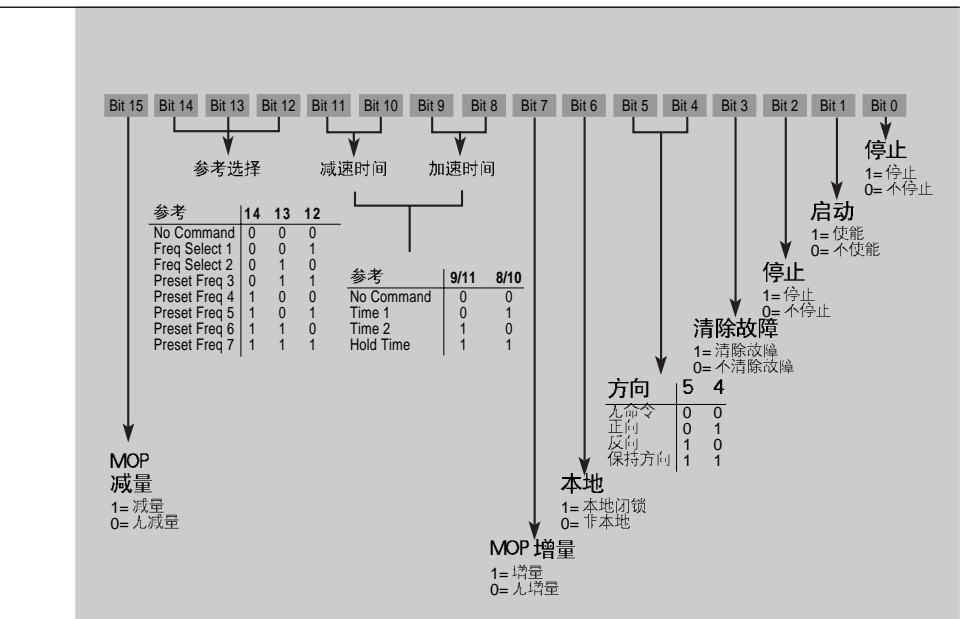 Bit 15 Bit 14 Bit 13 Bit 12 Bit 11 Bit 10 Bit 9 Bit 8 Bit 7 Bit 6 Bit 5 Bit 4 Bit 3 Bit 2 Bit 1 Bit 0
参考选择
减速时间
加速时间
停止
1= 停止
0= 不停止
启动
1= 使能
0= 不使能
停止
1= 停止
0= 不停止
清除故障
1= 清除故障
0= 不清除故障
参考 14 13 12
No Command 0 0 0
Freq Select 1 0 0 1
Freq Select 2 0 1 0
Preset Freq 3 0 1 1
Preset Freq 4 1 0 0
Preset Freq 5 1 0 1
Preset Freq 6 1 1 0
Preset Freq 7 1 1 1
参考 9/11 8/10
No Command 0 0
Time 1 0 1
Time 2 1 0
Hold Time 1 1
方向 5 4
无命令 0 0
正向 0 1
反向 1 0
保持方向 1 1
MOP
减量
1= 减量
0= 无减量
本地
1= 本地闭锁
0= 非本地
MOP 增量
1= 增量
0= 无增量